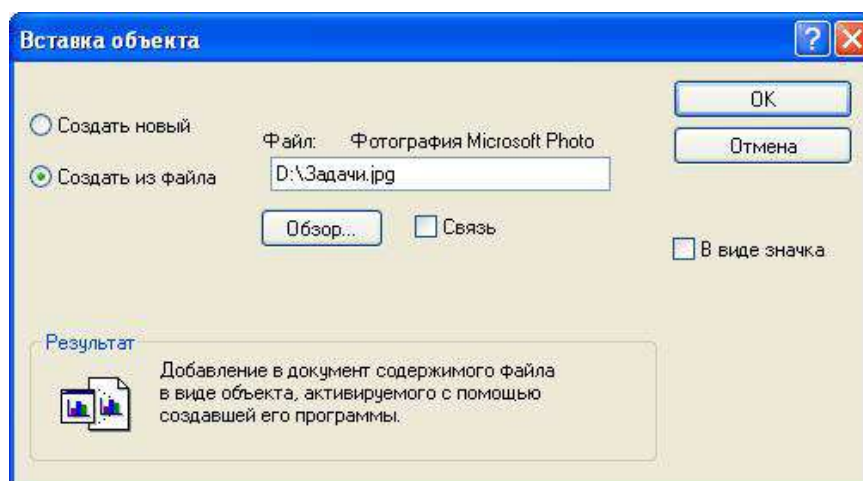 Вставка объекта
Создать новый
Создать из файла
Файл: Фотография Microsoft Photo
D:\Задачи.jpg
Обзор...
Связь
OK
Отмена
В виде значка
Результат
Добавление в документ содержимого файла
в виде объекта, активируемого с помощью
создавшей его программы.